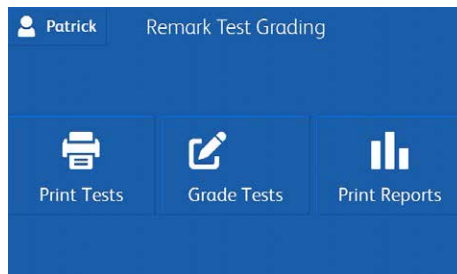 Patrick
Remark Test Grading
Print Tests
Grade Tests
Print Reports